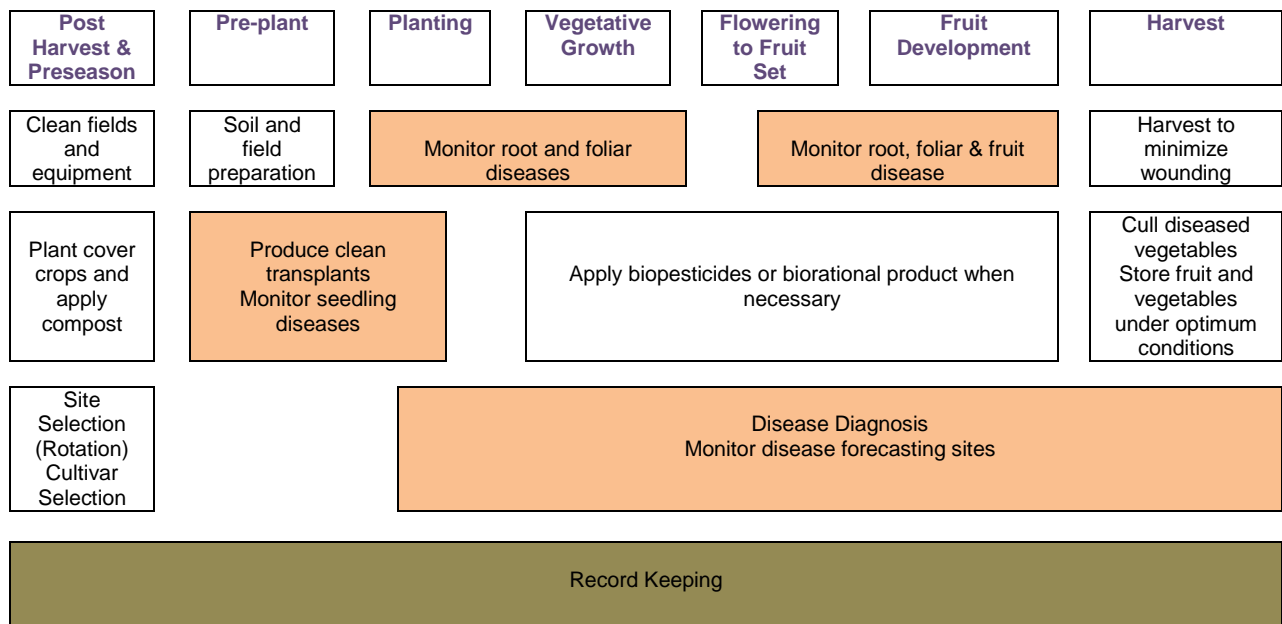 Post
Harvest &
Preseason
Pre-plant
Planting
Vegetative
Growth
Flowering
to Fruit
Set
Fruit
Development
Harvest
Clean fields
and
equipment
Soil and
field
preparation
Monitor root and foliar
diseases
Monitor root, foliar & fruit
disease
Harvest to
minimize
wounding
Plant cover
crops and
apply
compost
Produce clean
transplants
Monitor seedling
diseases
Apply biopesticides or biorational product when
necessary
Cull diseased
vegetables
Store fruit and
vegetables
under optimum
conditions
Site
Selection
(Rotation)
Cultivar
Selection
Disease Diagnosis
Monitor disease forecasting sites
Record Keeping